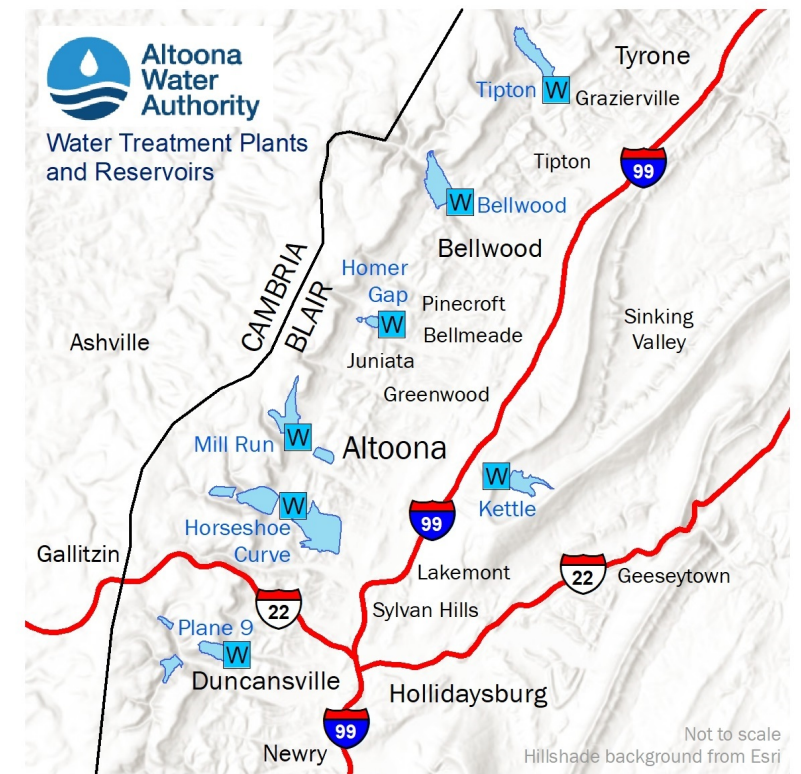 Altoona
Water
Authority
Water Treatment Plants
and Reservoirs
Tyrone
Tipton W
Grazierville
Tipton
99
W Bellwood
Bellwood
CAMBRIA
BLAIR
Homer
Gap
W
Pinecroft
Bellmeade
Juniata
Greenwood
Sinking
Valley
Ashville
Mill Run W
Altoona
W
Kettle
W
Horseshoe
Curve
99
Gallitzin
Lakemont
22
Geeseytown
22
Sylvan Hills
Plane 9
W
Duncansville
Hollidaysburg
99
Newry
Not to scale
Hillshade background from Esri